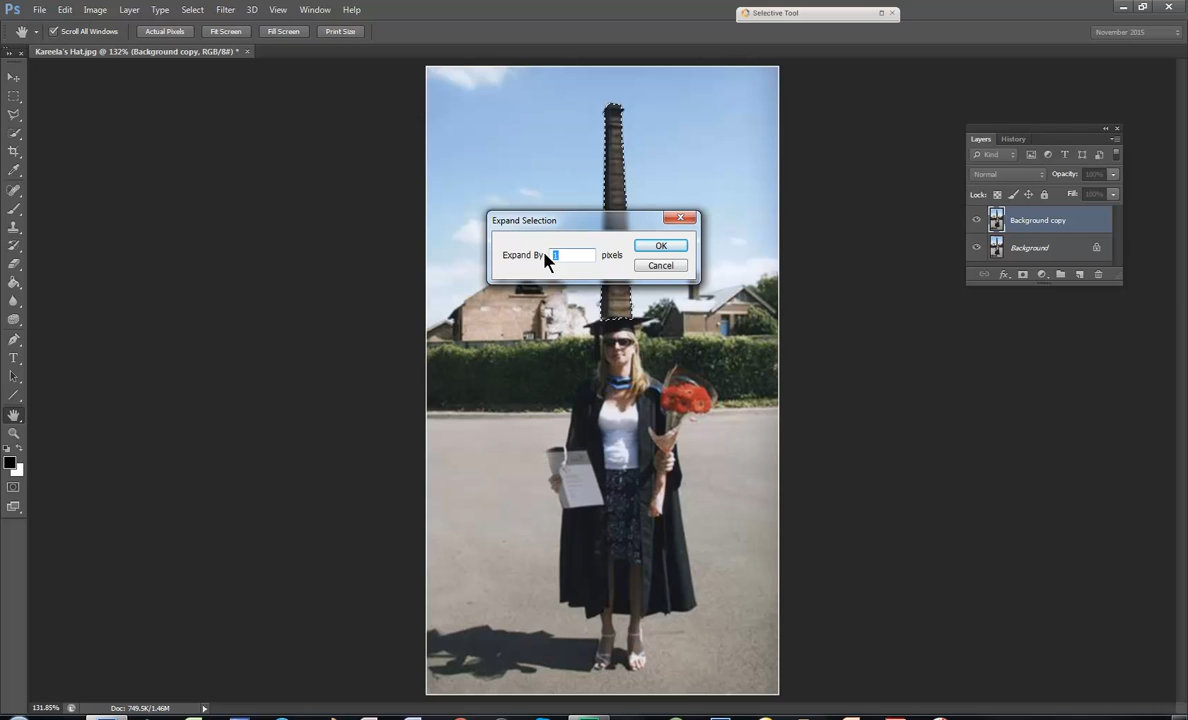 Ps File Edit Image Layer Type Select Filter 3D View Window Help
Selective Tool
Scroll All Windows Actual Pixels Fit Screen Fill Screen Print Size
November 2015
Kareela's Hat.jpg @ 132% (Background copy, RGB/8#) *
Layers History
Kind
Normal Opacity: 100%
Lock: Fill: 100%
Background copy
Background
Expand Selection
Expand By: 1 pixels
OK
Cancel
131.85% Doc: 749.5K/1.46M